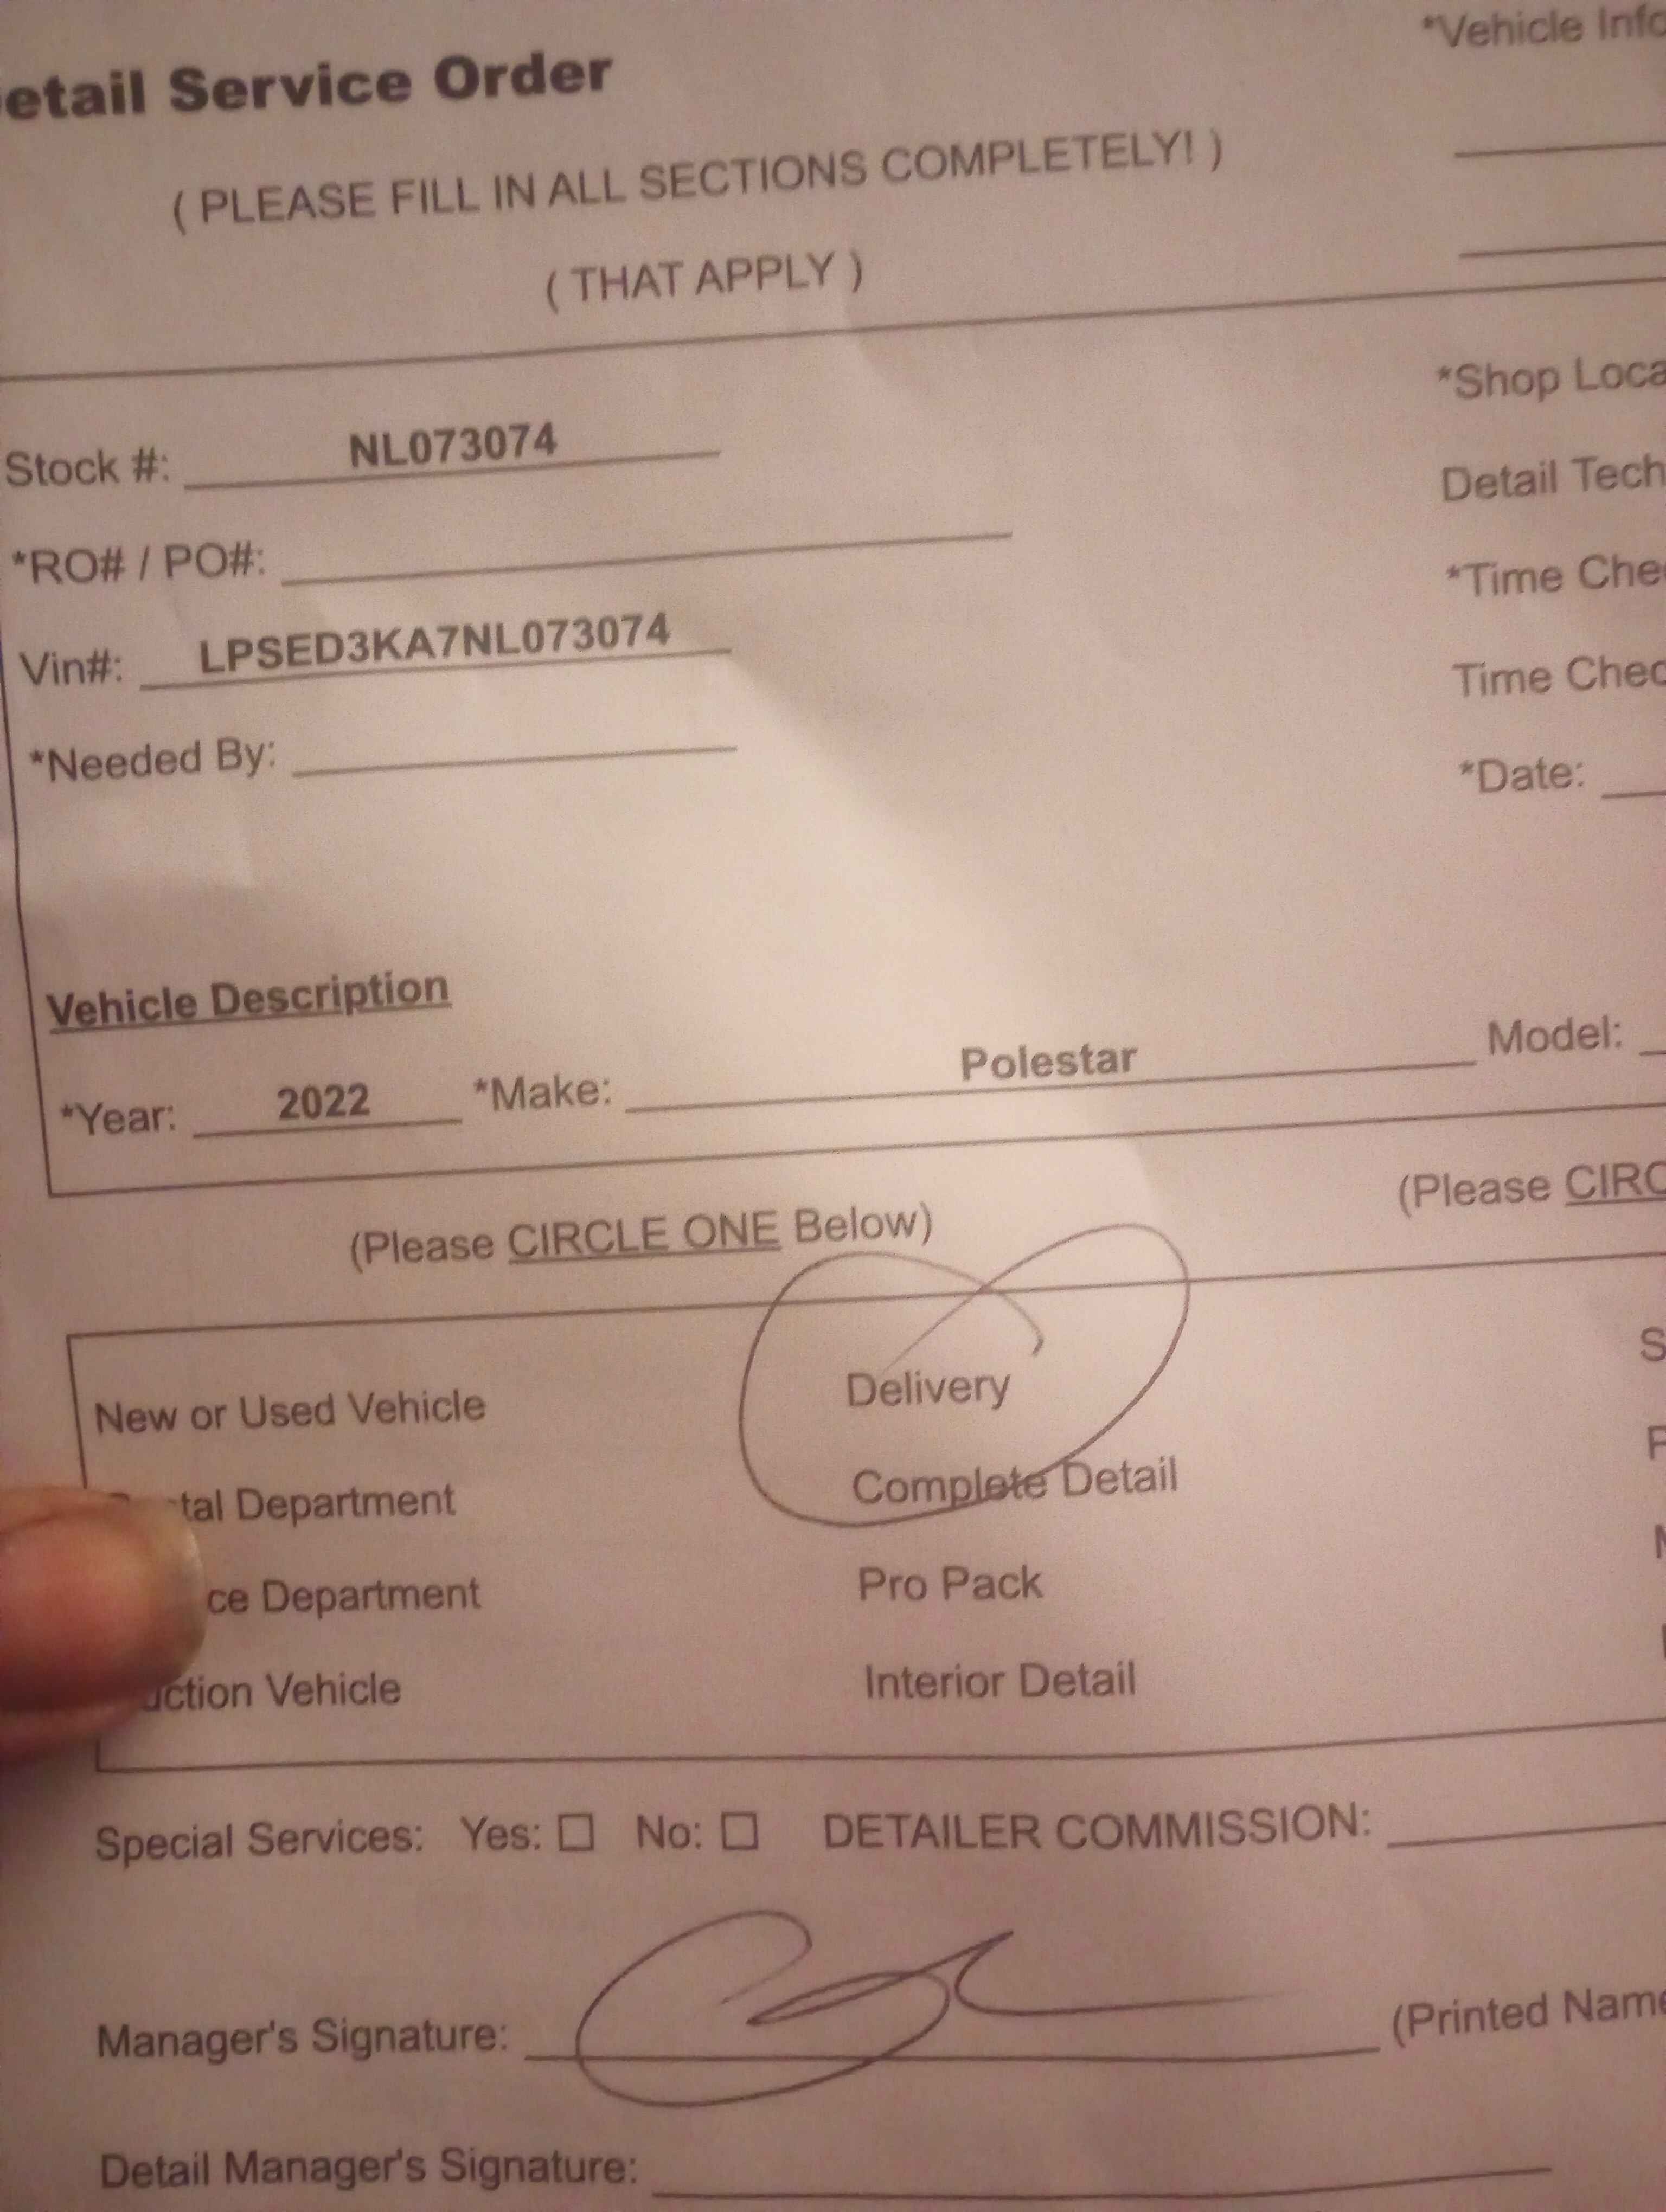 etail Service Order
*Vehicle Info
( PLEASE FILL IN ALL SECTIONS COMPLETELY! )
( THAT APPLY )
Stock #: NL073074
*Shop Loca
*RO# / PO#:
Detail Tech
Vin#: LPSED3KA7NL073074
*Time Che
*Needed By:
Time Chec
*Date:
Vehicle Description
*Year: 2022 *Make: Polestar Model:
(Please CIRCLE ONE Below) (Please CIRC
New or Used Vehicle Delivery S
tal Department Complete Detail
ce Department Pro Pack
ction Vehicle Interior Detail
Special Services: Yes: ☐ No: ☐ DETAILER COMMISSION:
Manager's Signature: (Printed Name
Detail Manager's Signature: